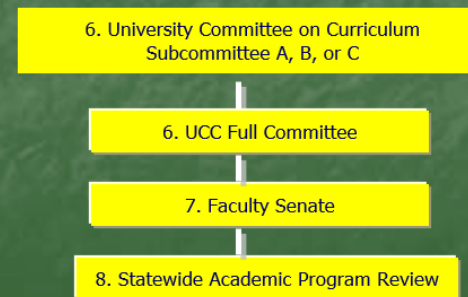 6. University Committee on Curriculum
Subcommittee A, B, or C
6. UCC Full Committee
7. Faculty Senate
8. Statewide Academic Program Review